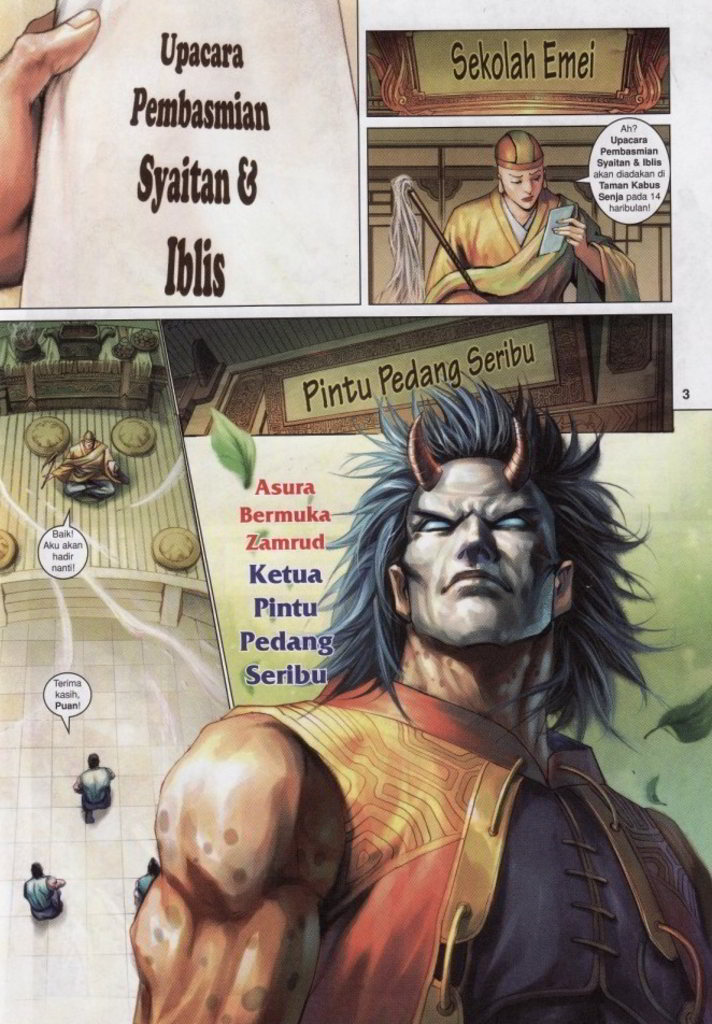 Upacara
Pembasmian
Syaitan &
Iblis
Sekolah Emei
Ah?
Upacara
Pembasmian
Syaitan & Iblis
akan diadakan di
Taman Kabus
Senja pada 14
haribulan!
Baik!
Aku akan
hadir
nanti!
Terima
kasih,
Puan!
Pintu Pedang Seribu
3
Asura
Bermuka
Zamrud
Ketua
Pintu
Pedang
Seribu